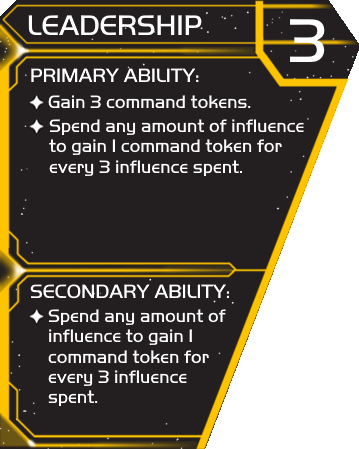 LEADERSHIP
3
PRIMARY ABILITY:
✦ Gain 3 command tokens.
✦ Spend any amount of influence
to gain 1 command token for
every 3 influence spent.
SECONDARY ABILITY:
✦ Spend any amount of
influence to gain 1
command token for
every 3 influence
spent.